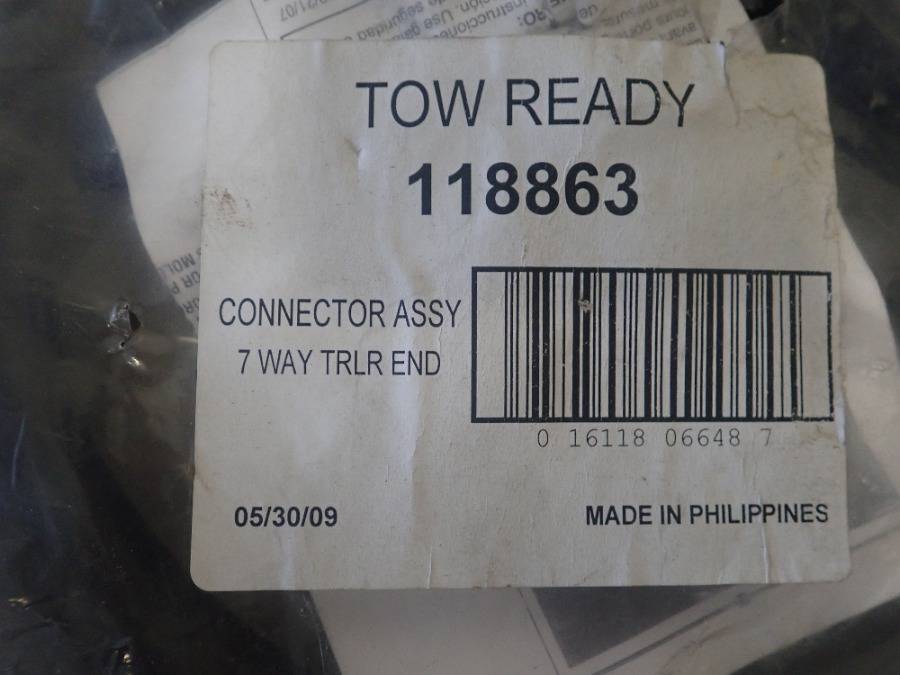 TOW READY
118863
CONNECTOR ASSY
7 WAY TRLR END
0 16118 06648 7
05/30/09
MADE IN PHILIPPINES